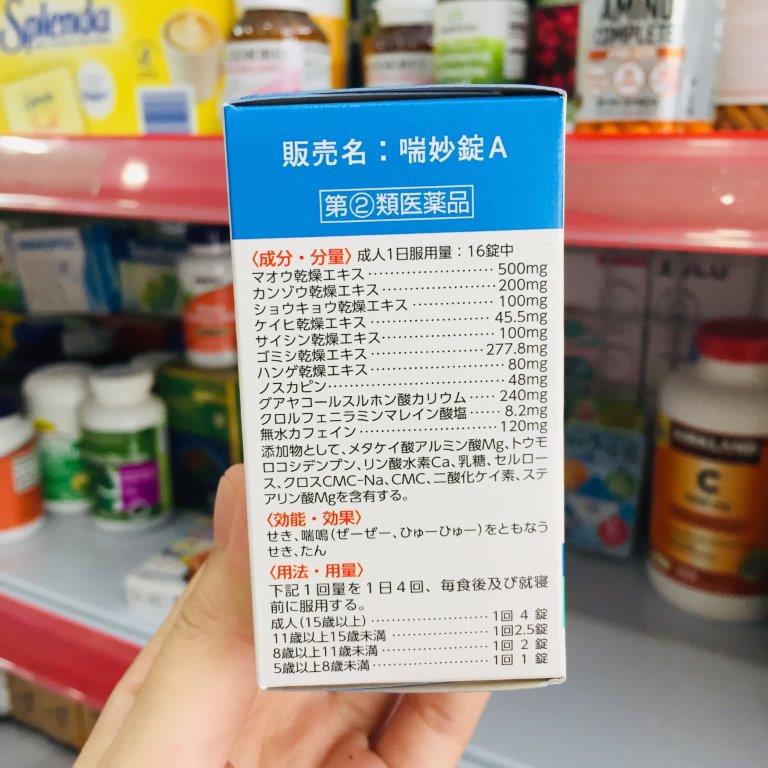 Splenda
AMINO
COMPLETE
販売名：喘妙錠A
第②類医薬品
〈成分・分量〉成人1日服用量：16錠中
マオウ乾燥エキス……………………500mg
カンゾウ乾燥エキス…………………200mg
ショウキョウ乾燥エキス……………100mg
ケイヒ乾燥エキス……………………45.5mg
サイシン乾燥エキス…………………100mg
ゴミシ乾燥エキス……………………277.8mg
ハンゲ乾燥エキス……………………80mg
ノスカピン……………………………48mg
グアヤコールスルホン酸カリウム……240mg
クロルフェニラミンマレイン酸塩……8.2mg
無水カフェイン………………………120mg
添加物として、メタケイ酸アルミン酸Mg、トウモ
ロコシデンプン、リン酸水素Ca、乳糖、セルロー
ス、クロスCMC-Na、CMC、二酸化ケイ素、ステ
アリン酸Mgを含有する。
〈効能・効果〉
せき、喘鳴(ぜーぜー、ひゅーひゅー)をともなう
せき、たん
〈用法・用量〉
下記1回量を1日4回、毎食後及び就寝
前に服用する。
成人(15歳以上)……………………1回 4 錠
11歳以上15歳未満…………………1回2.5錠
8歳以上11歳未満…………………1回 2 錠
5歳以上8歳未満……………………1回 1 錠
C